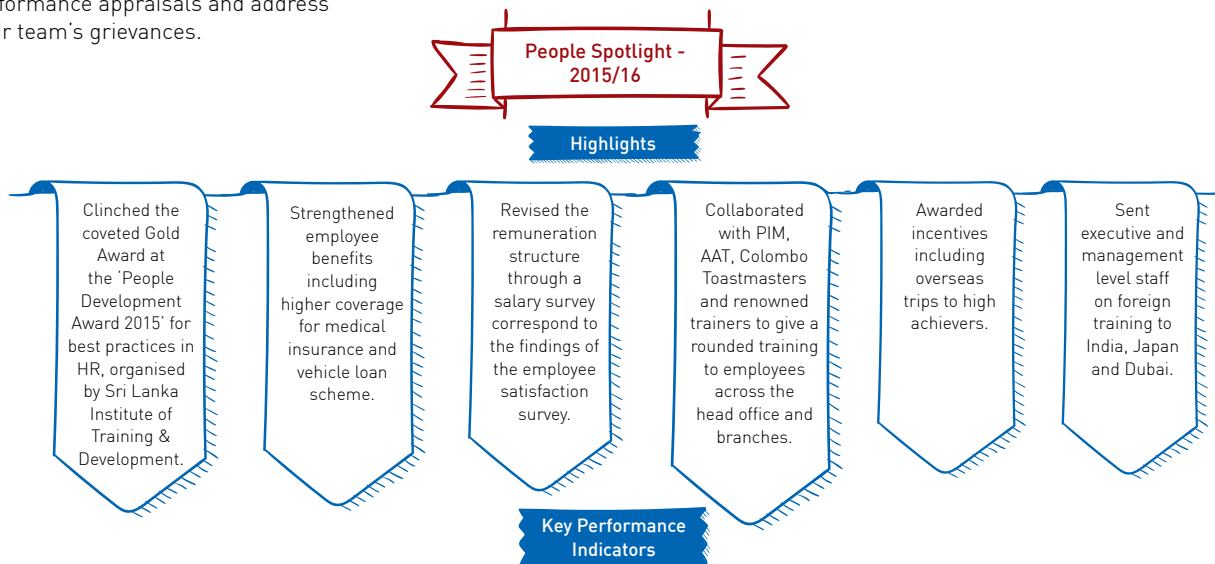 formance appraisals and address
r team's grievances.
People Spotlight -
2015/16
Highlights
Clinched the
coveted Gold
Award at
the 'People
Development
Award 2015' for
best practices in
HR, organised
by Sri Lanka
Institute of
Training &
Development.
Strengthened
employee
benefits
including
higher coverage
for medical
insurance and
vehicle loan
scheme.
Revised the
remuneration
structure
through a
salary survey
correspond to
the findings of
the employee
satisfaction
survey.
Collaborated
with PIM,
AAT, Colombo
Toastmasters
and renowned
trainers to give a
rounded training
to employees
across the
head office and
branches.
Awarded
incentives
including
overseas
trips to high
achievers.
Sent
executive and
management
level staff
on foreign
training to
India, Japan
and Dubai.
Key Performance
Indicators